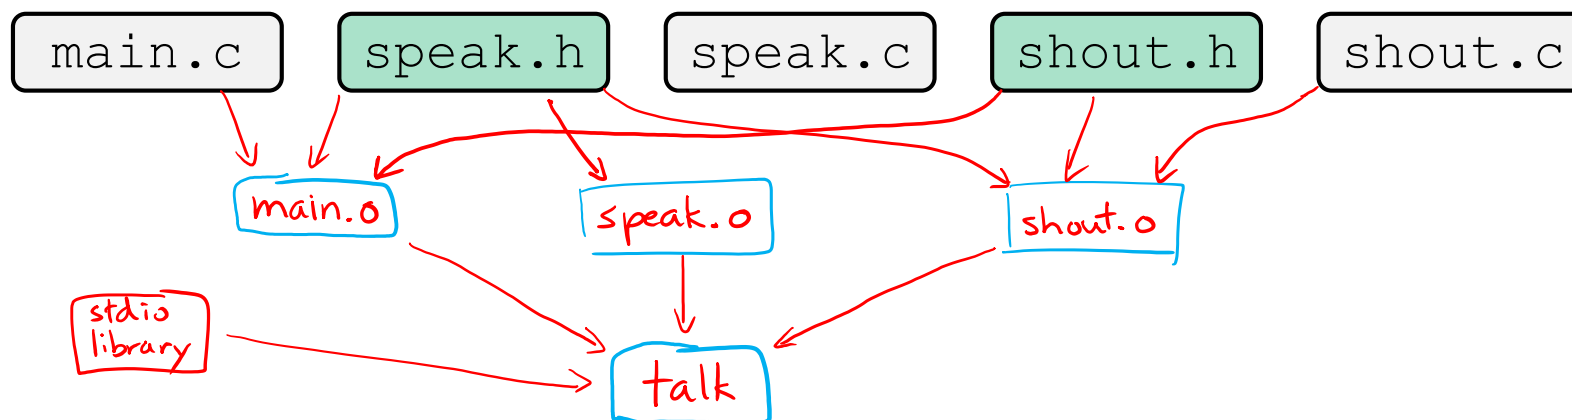 main.c
speak.h
speak.c
shout.h
shout.c
main.o
speak.o
shout.o
stdio
library
talk